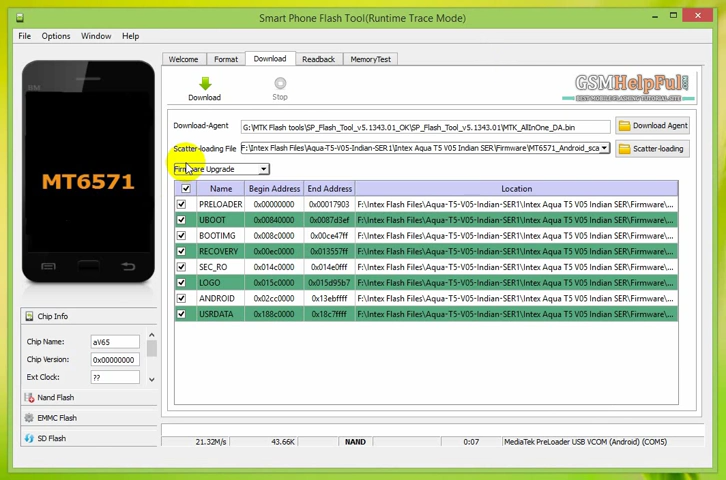 Smart Phone Flash Tool(Runtime Trace Mode)
File Options Window Help
Welcome Format Download Readback MemoryTest
BM
Download
Stop
GSMHelpFul
BEST MOBILE FLASHING TUTORIAL SITE
Download-Agent G:\MTK Flash tools\SP_Flash_Tool_v5.1343.01_OK\SP_Flash_Tool_v5.1343.01\MTK_AllInOne_DA.bin Download Agent
Scatter-loading File F:\Intex Flash Files\Aqua-T5-V05-Indian-SER1\Intex Aqua T5 V05 Indian SER\Firmware\MT6571_Android_sca Scatter-loading
Firmware Upgrade
MT6571
Name Begin Address End Address Location
PRELOADER 0x00000000 0x00017903 F:\Intex Flash Files\Aqua-T5-V05-Indian-SER1\Intex Aqua T5 V05 Indian SER\Firmware\...
UBOOT 0x00840000 0x0087d3ef F:\Intex Flash Files\Aqua-T5-V05-Indian-SER1\Intex Aqua T5 V05 Indian SER\Firmware\...
BOOTIMG 0x008c0000 0x00ce47ff F:\Intex Flash Files\Aqua-T5-V05-Indian-SER1\Intex Aqua T5 V05 Indian SER\Firmware\...
RECOVERY 0x00ec0000 0x013557ff F:\Intex Flash Files\Aqua-T5-V05-Indian-SER1\Intex Aqua T5 V05 Indian SER\Firmware\...
SEC_RO 0x014c0000 0x014e0fff F:\Intex Flash Files\Aqua-T5-V05-Indian-SER1\Intex Aqua T5 V05 Indian SER\Firmware\...
LOGO 0x015c0000 0x015d95b7 F:\Intex Flash Files\Aqua-T5-V05-Indian-SER1\Intex Aqua T5 V05 Indian SER\Firmware\...
ANDROID 0x02cc0000 0x13ebffff F:\Intex Flash Files\Aqua-T5-V05-Indian-SER1\Intex Aqua T5 V05 Indian SER\Firmware\...
USRDATA 0x188c0000 0x18c7ffff F:\Intex Flash Files\Aqua-T5-V05-Indian-SER1\Intex Aqua T5 V05 Indian SER\Firmware\...
Chip Info
Chip Name: aV65
Chip Version: 0x00000000
Ext Clock: ??
Nand Flash
EMMC Flash
SD Flash
21.32M/s 43.66K NAND 0:07 MediaTek PreLoader USB VCOM (Android) (COM5)